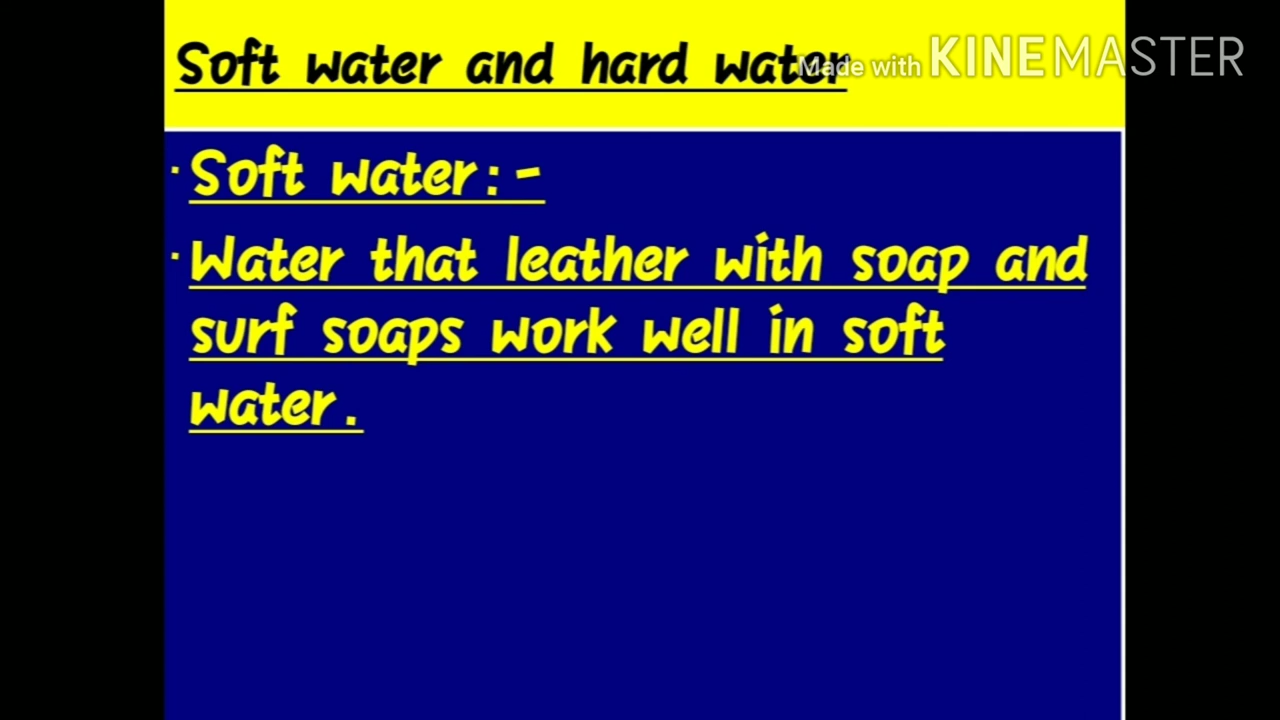 Soft water and hard water
Made with KINEMASTER
· Soft water:-
· Water that leather with soap and
surf soaps work well in soft
water.